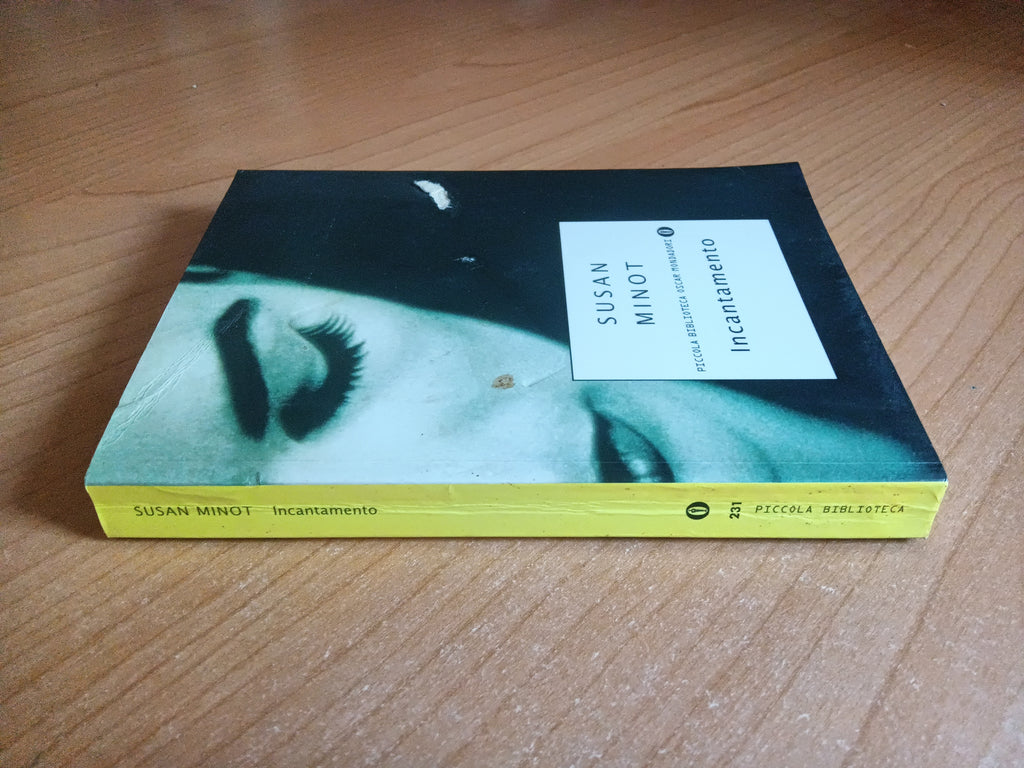 SUSAN
MINOT
PICCOLA BIBLIOTECA OSCAR MONDADORI
Incantamento
SUSAN MINOT Incantamento 231 PICCOLA BIBLIOTECA